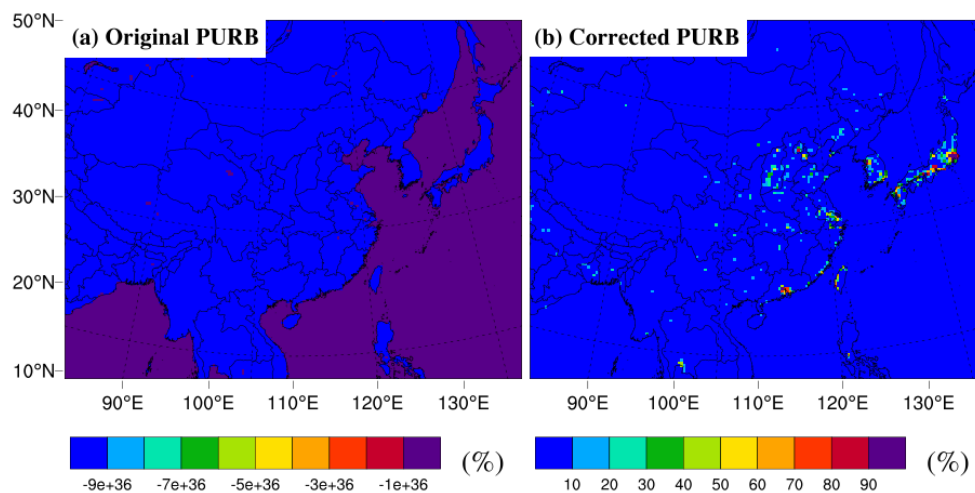 (a) Original PURB
(b) Corrected PURB
50°N
40°N
30°N
20°N
10°N
90°E 100°E 110°E 120°E 130°E
90°E 100°E 110°E 120°E 130°E
-9e+36 -7e+36 -5e+36 -3e+36 -1e+36
(%)
10 20 30 40 50 60 70 80 90
(%)